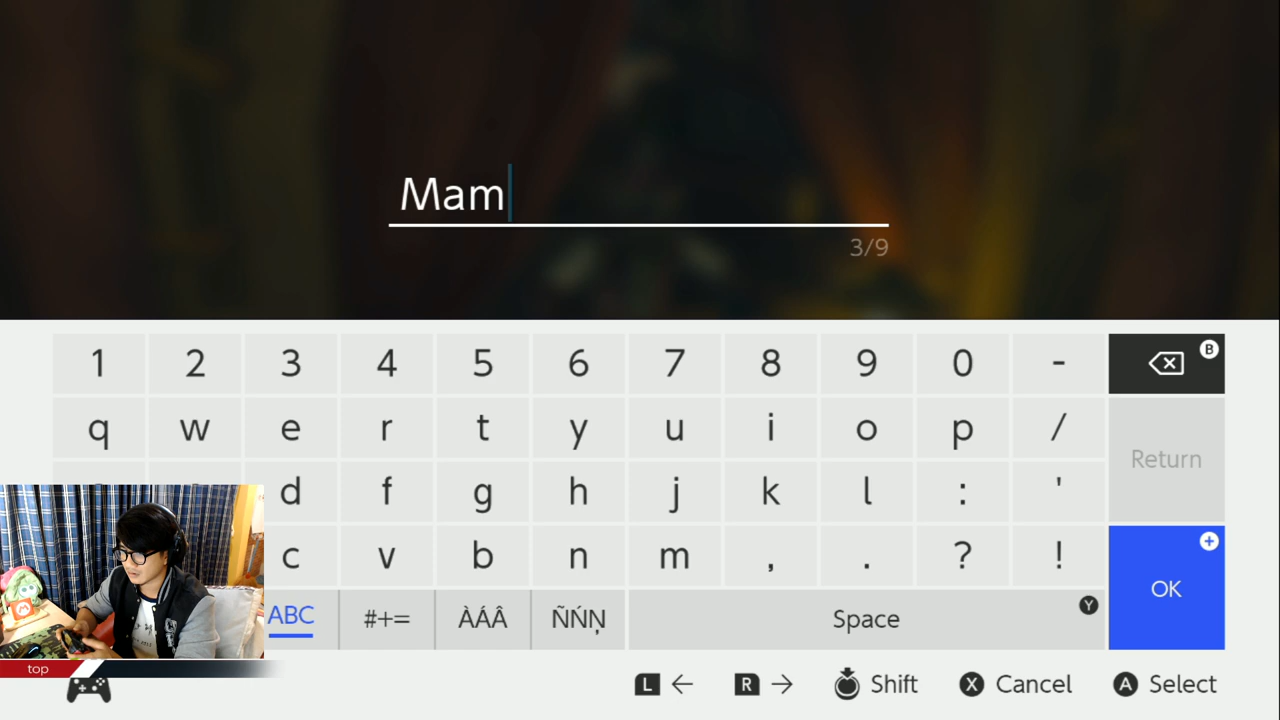 Mam
3/9
1 2 3 4 5 6 7 8 9 0 - B
q w e r t y u i o p /
Return
d f g h j k l : '
c v b n m , . ? ! +
OK
ABC #+= ÀÁÂ ÑŃŅ Space Y
top
L ← R → Shift X Cancel A Select